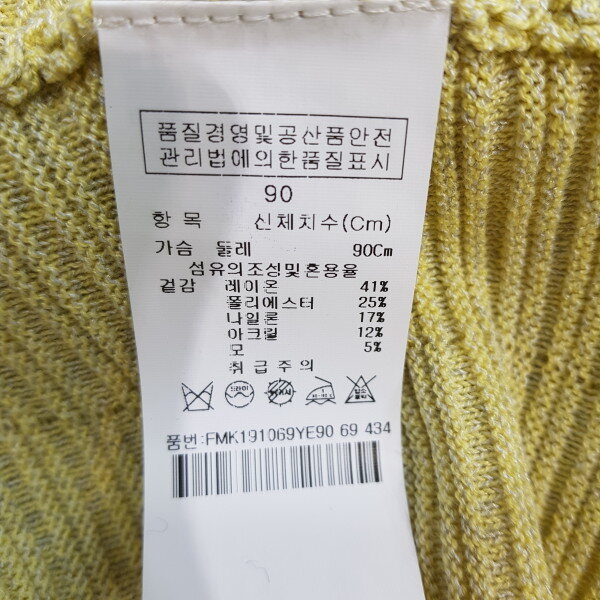 품질경영및공산품안전
관리법에의한품질표시
90
항 목 신체치수(Cm)
가슴 둘레 90Cm
섬유의조성및혼용율
겉감 레이온 41%
폴리에스터 25%
나일론 17%
아크릴 12%
모 5%
취급주의
드라이
품번:FMK191069YE90 69 434